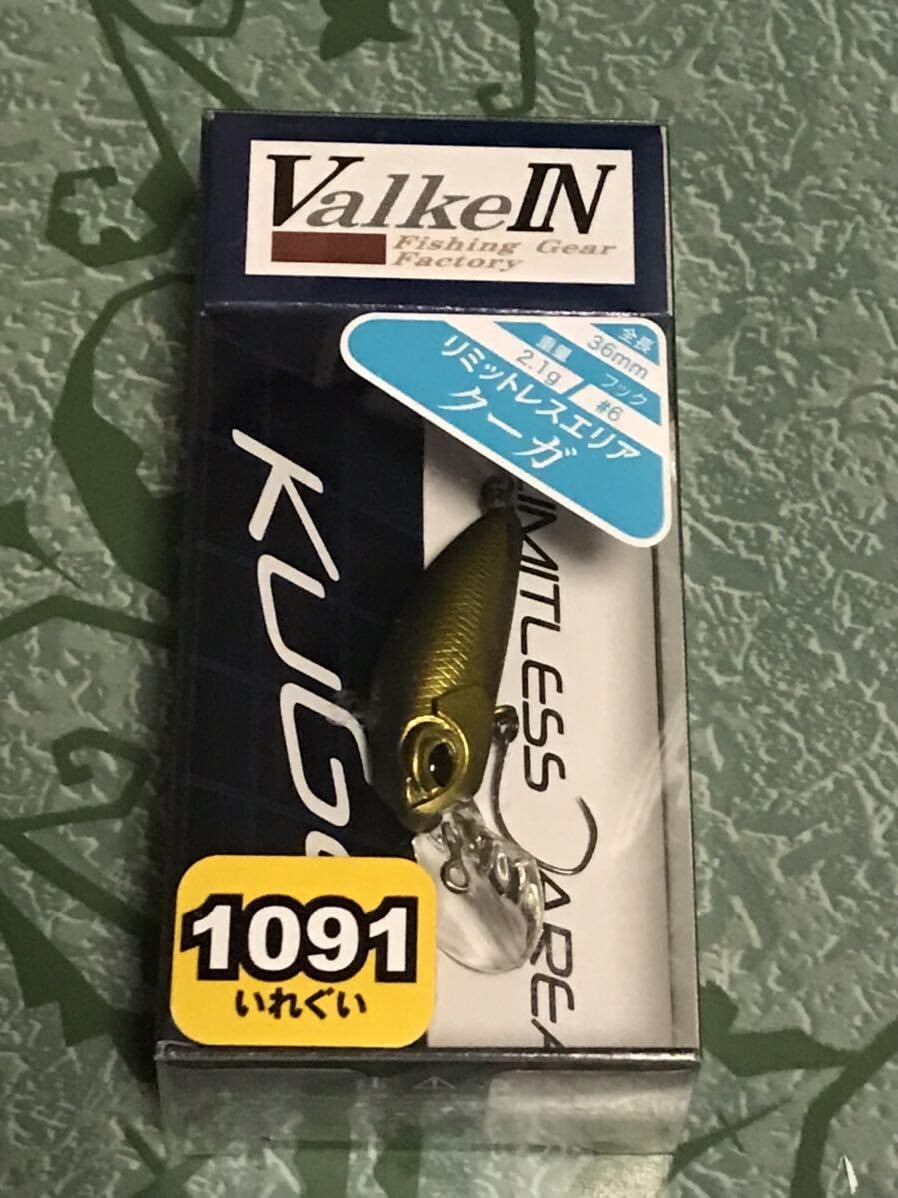 ValkeIN
Fishing Gear
Factory
全長
36mm
重量
2.1g
フック
#6
リミットレスエリア
クーガ
KUGA
LIMITLESS AREA
1091
いれぐい